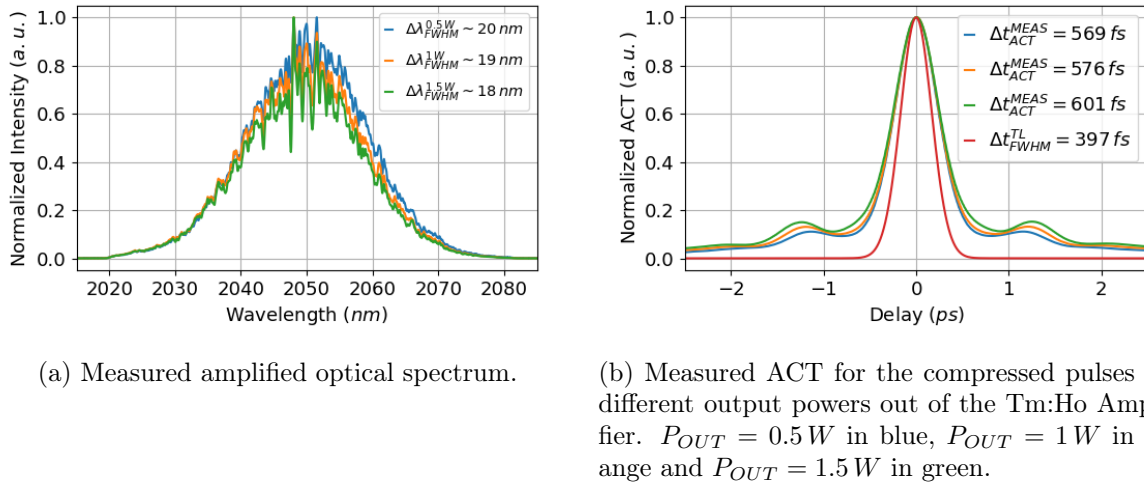 1.0
0.8
0.6
0.4
0.2
0.0
Normalized Intensity (a. u.)
Δλ^{0.5W}_{FWHM} ~ 20 nm
Δλ^{1W}_{FWHM} ~ 19 nm
Δλ^{1.5W}_{FWHM} ~ 18 nm
2020 2030 2040 2050 2060 2070 2080
Wavelength (nm)
(a) Measured amplified optical spectrum.
1.0
0.8
0.6
0.4
0.2
0.0
Normalized ACT (a. u.)
Δt^{MEAS}_{ACT} = 569 fs
Δt^{MEAS}_{ACT} = 576 fs
Δt^{MEAS}_{ACT} = 601 fs
Δt^{TL}_{FWHM} = 397 fs
−2 −1 0 1 2
Delay (ps)
(b) Measured ACT for the compressed pulses
different output powers out of the Tm:Ho Amp
fier. P_{OUT} = 0.5 W in blue, P_{OUT} = 1 W in
ange and P_{OUT} = 1.5 W in green.